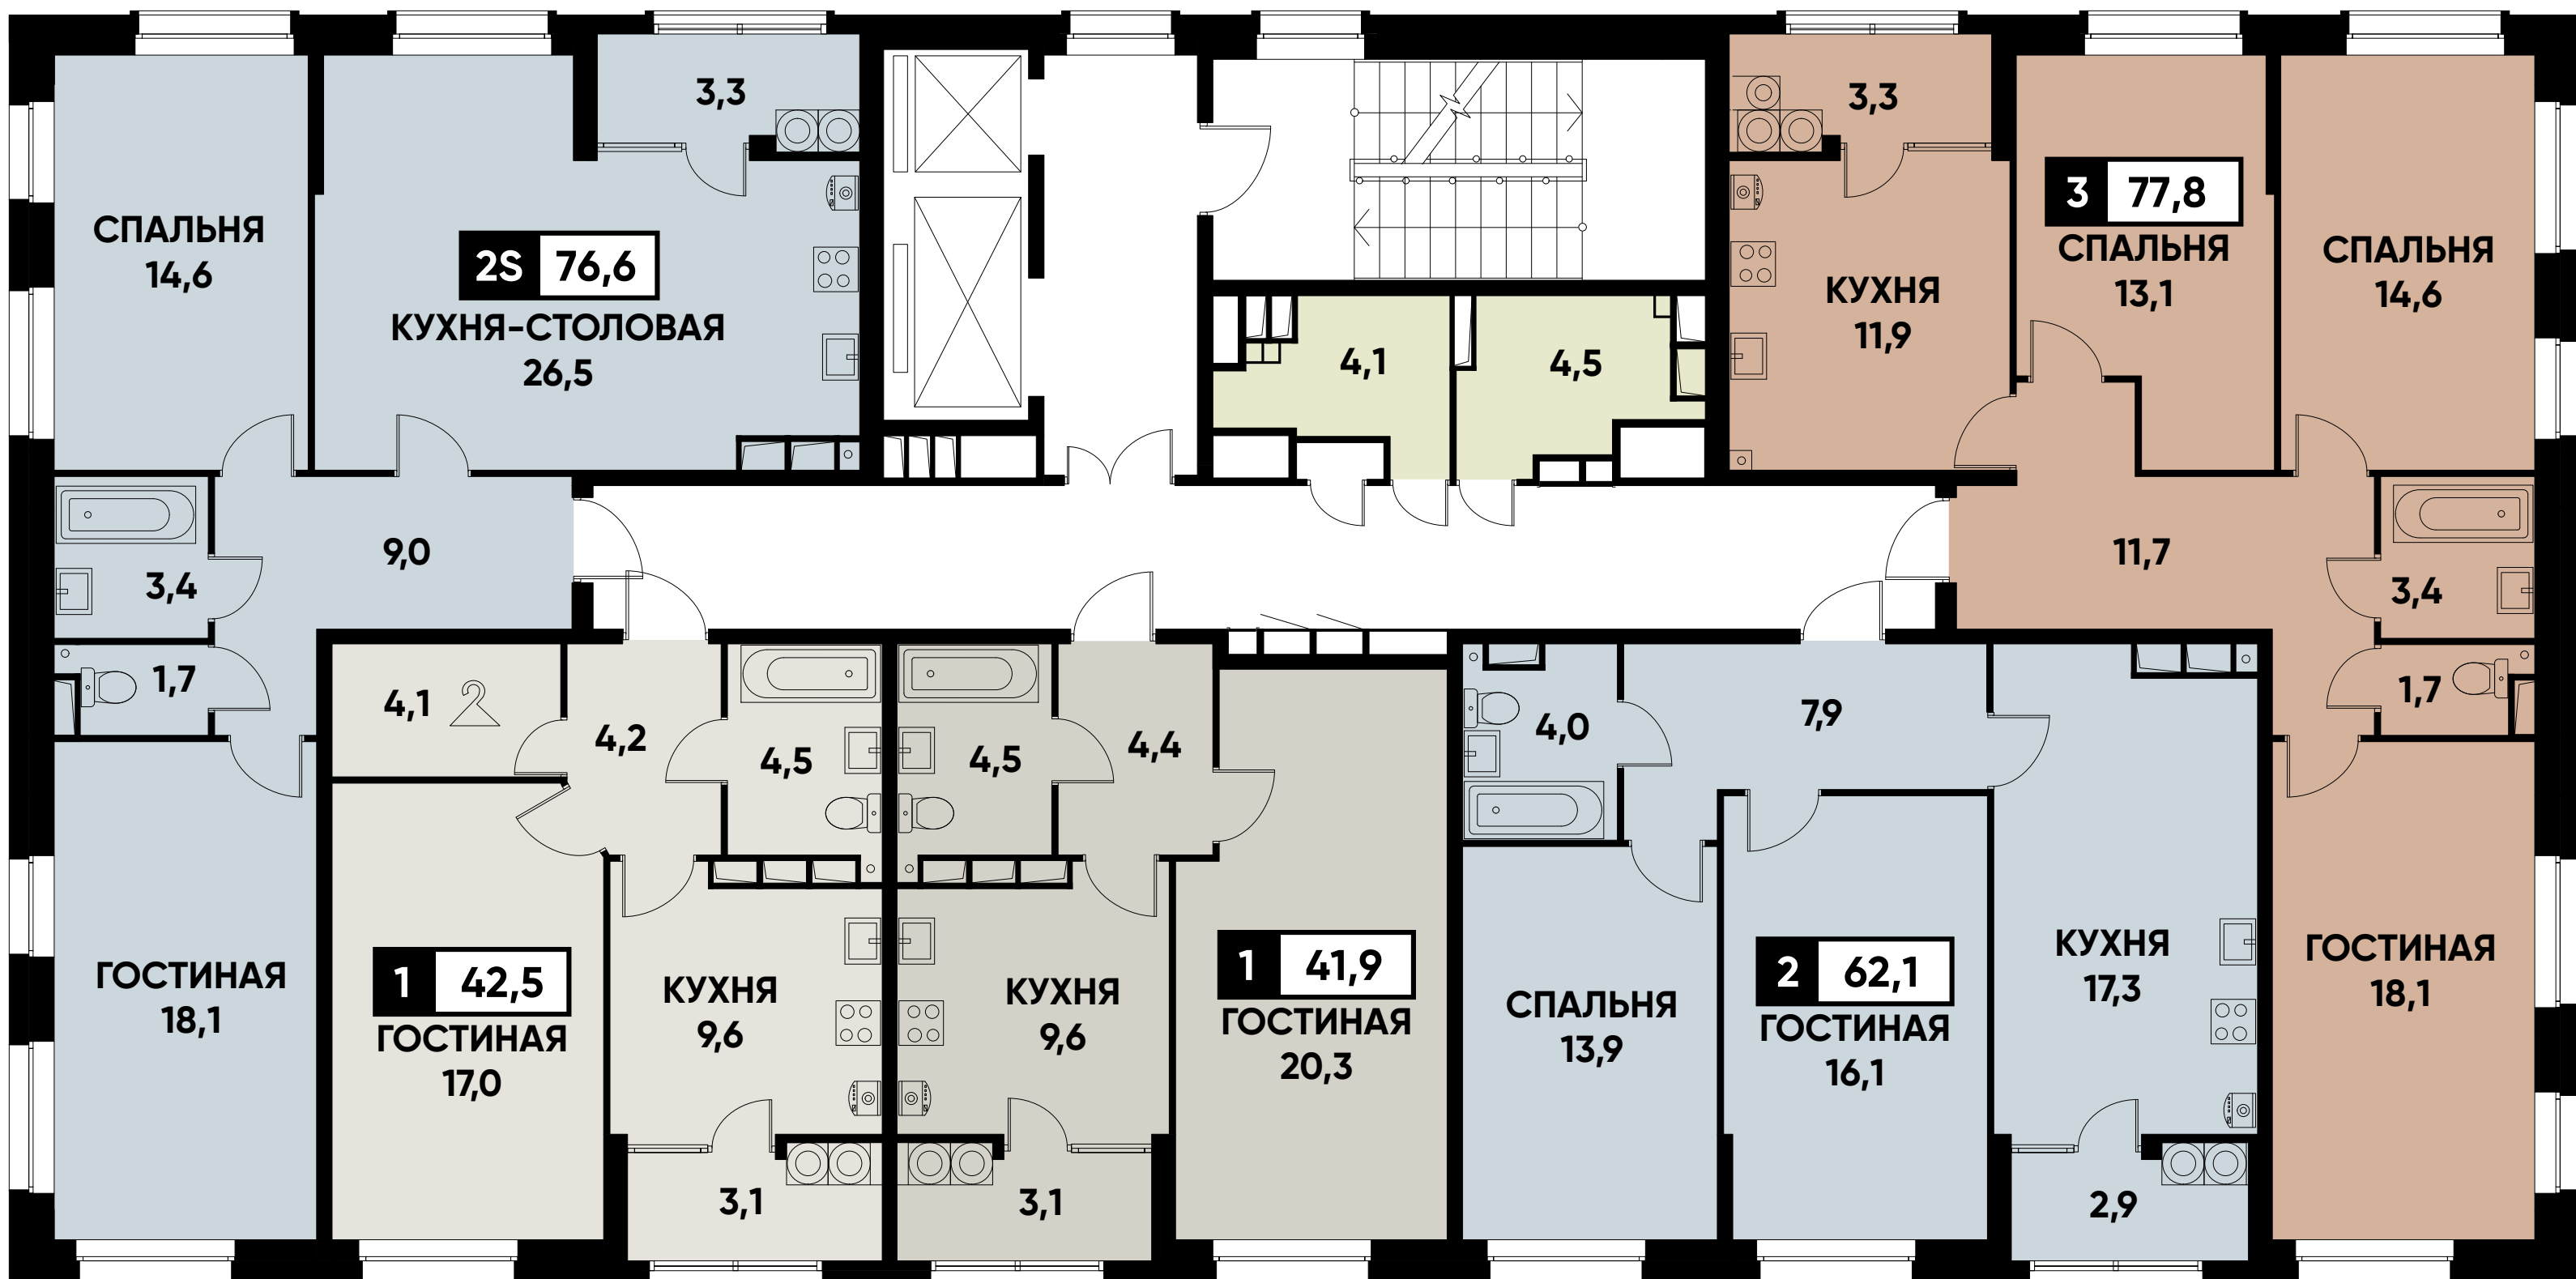 3,3
СПАЛЬНЯ
14,6
2S 76,6
КУХНЯ-СТОЛОВАЯ
26,5
4,1
4,5
3,3
КУХНЯ
11,9
3 77,8
СПАЛЬНЯ
13,1
СПАЛЬНЯ
14,6
9,0
3,4
1,7
11,7
3,4
1,7
4,1
4,2
4,5
4,5
4,4
4,0
7,9
ГОСТИНАЯ
18,1
1 42,5
ГОСТИНАЯ
17,0
КУХНЯ
9,6
3,1
КУХНЯ
9,6
3,1
1 41,9
ГОСТИНАЯ
20,3
СПАЛЬНЯ
13,9
2 62,1
ГОСТИНАЯ
16,1
КУХНЯ
17,3
2,9
ГОСТИНАЯ
18,1